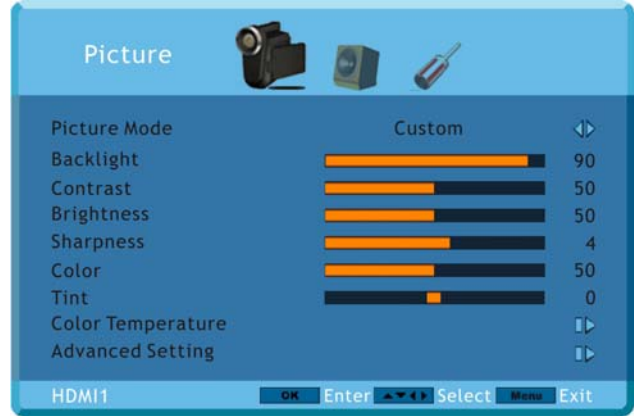 Picture
Picture Mode Custom
Backlight 90
Contrast 50
Brightness 50
Sharpness 4
Color 50
Tint 0
Color Temperature
Advanced Setting
HDMI1 OK Enter Select Menu Exit